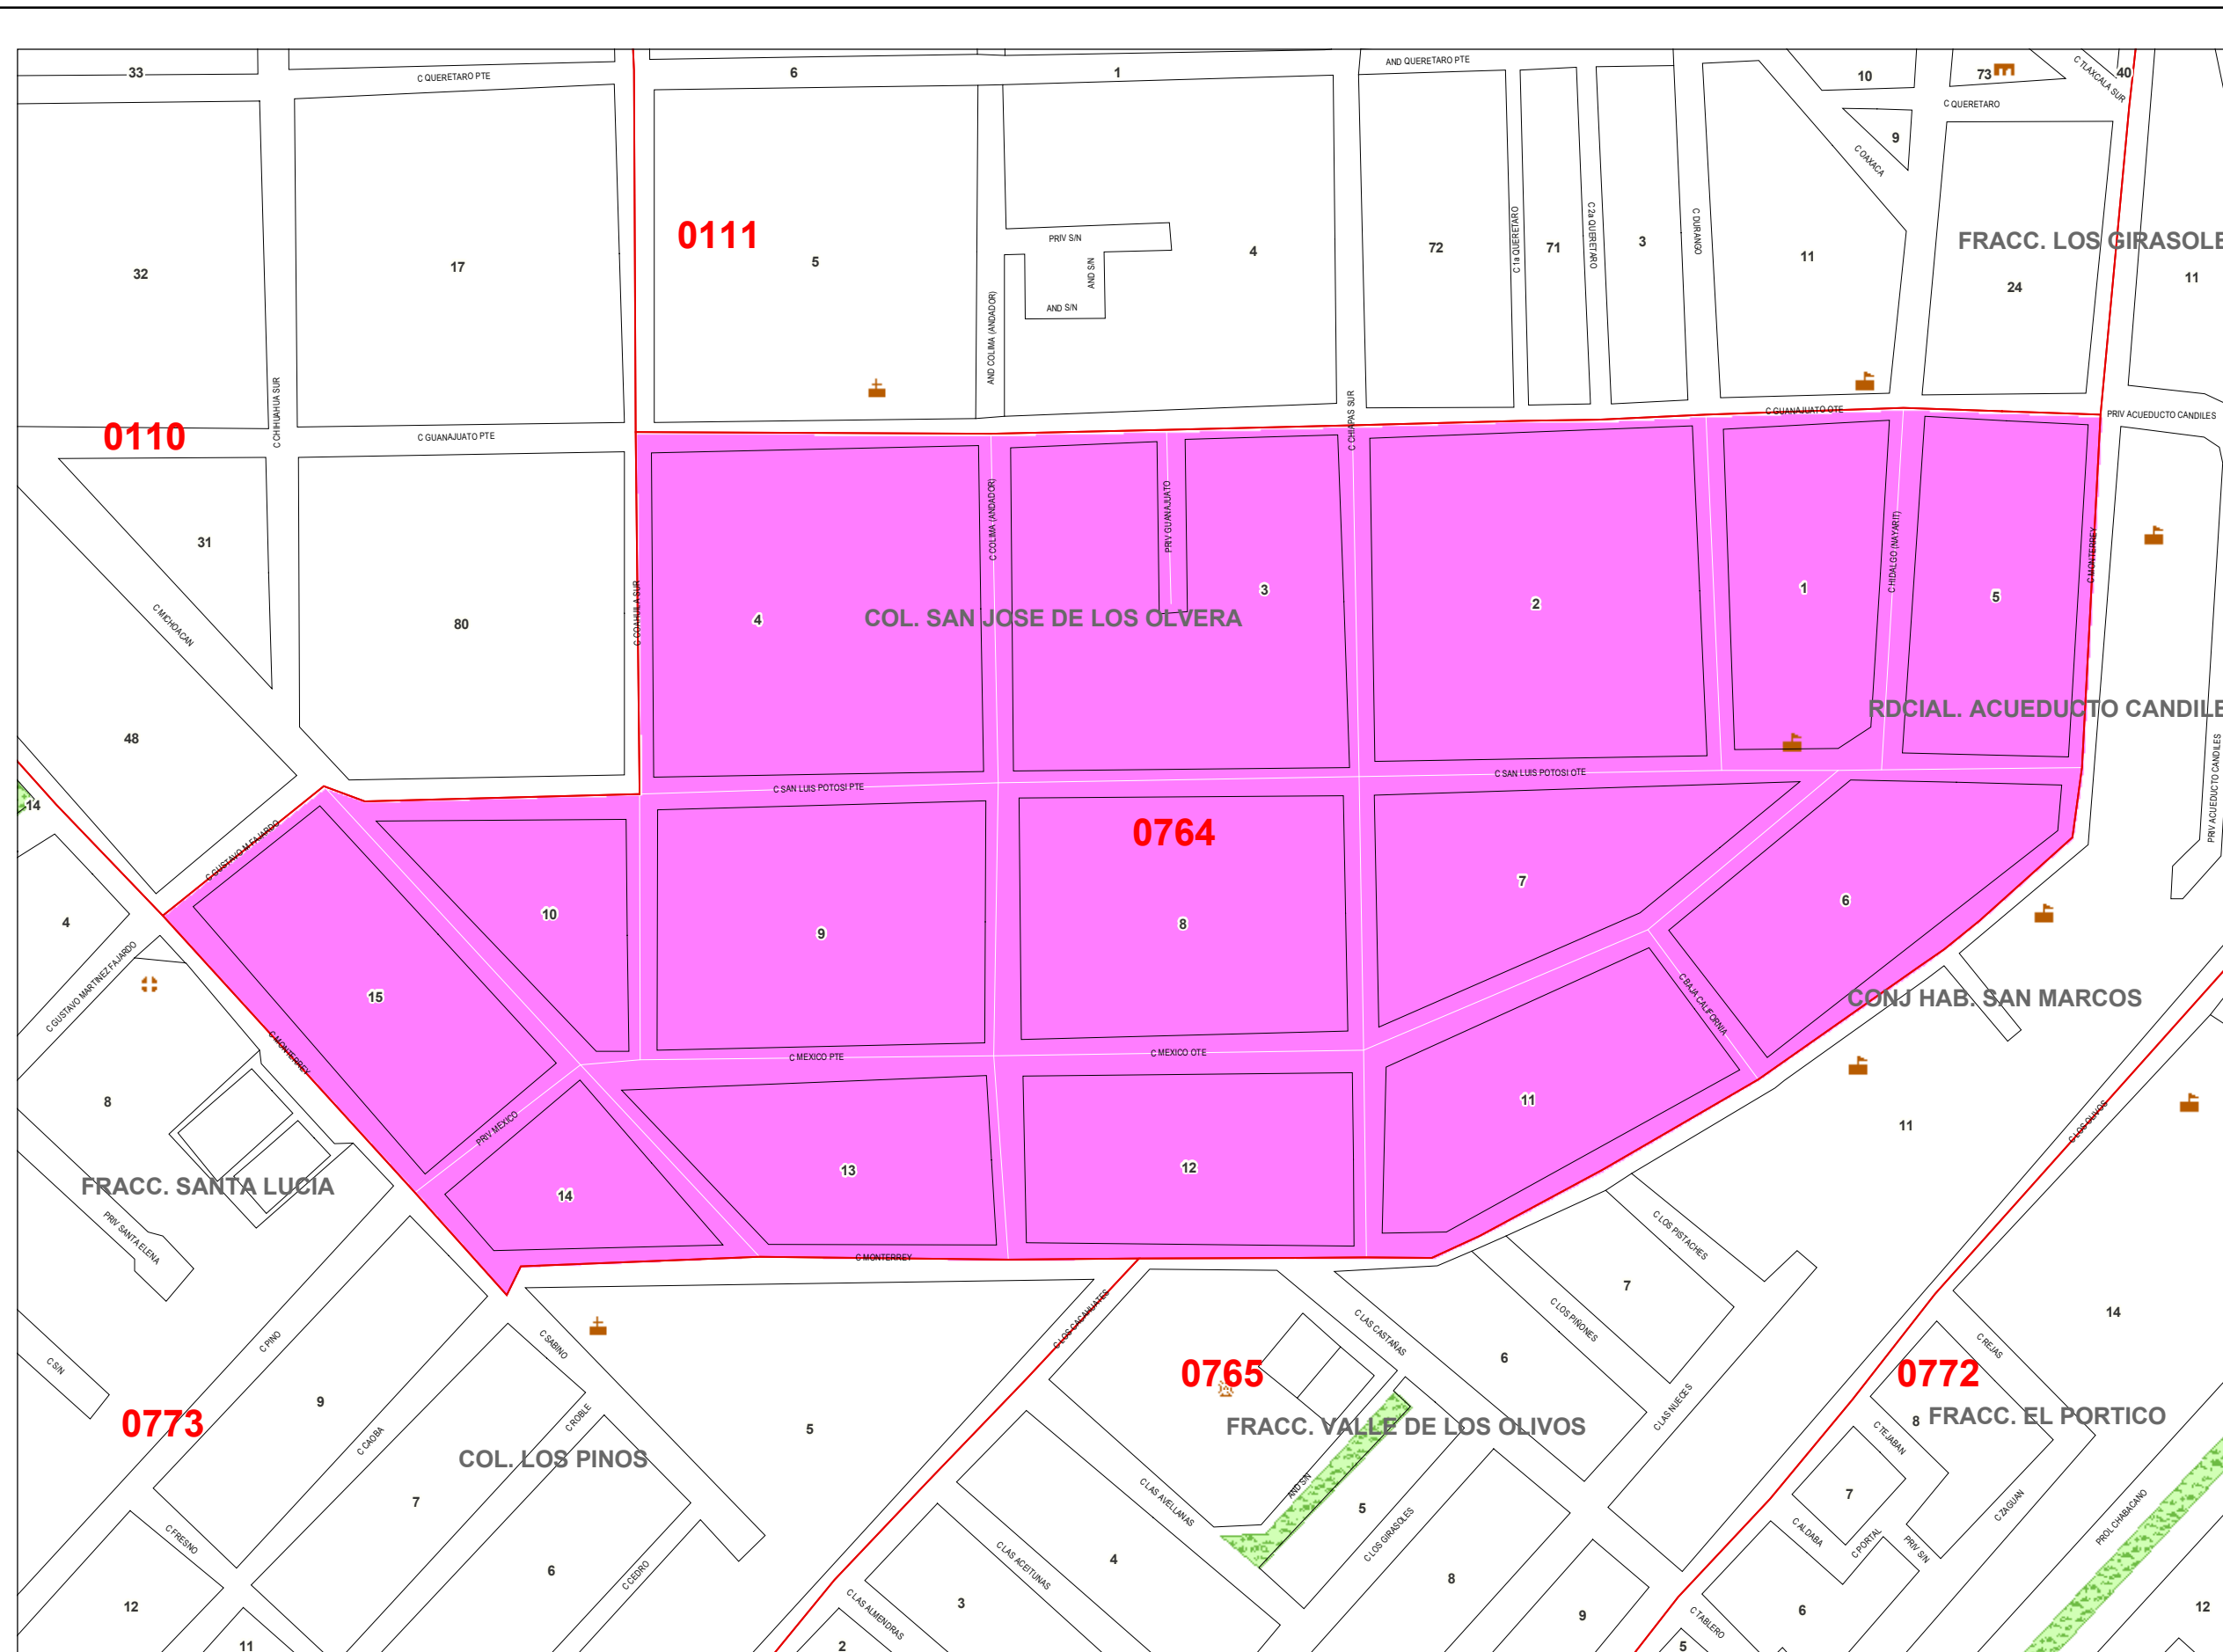 33
C QUERETARO PTE
6
1
AND QUERETARO PTE
10
73
C TLAXCALA SUR
40
C QUERETARO
9
C OAXACA
0111
FRACC. LOS GIRASOLE
32
17
5
PRIV S/N
AND S/N
AND S/N
4
72
C 1a QUERETARO
71
C 2a QUERETARO
3
C DURANGO
11
24
11
AND COLIMA (ANDADOR)
C CHIHUAHUA SUR
C CHIAPAS SUR
C GUANAJUATO OTE
PRIV ACUEDUCTO CANDILES
0110
C GUANAJUATO PTE
31
C MICHOACAN
80
C COAHUILA SUR
C COLIMA (ANDADOR)
PRIV GUANAJUATO
C HIDALGO (NAYARIT)
C MONTERREY
4
COL. SAN JOSE DE LOS OLVERA
3
2
1
5
48
RDCIAL. ACUEDUCTO CANDILE
PRIV ACUEDUCTO CANDILES
C SAN LUIS POTOSI PTE
C SAN LUIS POTOSI OTE
14
C GUSTAVO M FAJARDO
0764
4
10
9
8
7
6
C GUSTAVO MARTINEZ FAJARDO
15
C BAJA CALIFORNIA
CONJ HAB. SAN MARCOS
C MONTERREY
C MEXICO PTE
C MEXICO OTE
8
PRIV MEXICO
11
11
C LOS OLIVOS
FRACC. SANTA LUCIA
14
13
12
PRIV SANTA ELENA
C MONTERREY
C LOS PISTACHES
7
14
C PINO
C SABINO
C LOS CACAHUATES
C LAS CASTAÑAS
C LOS PIÑONES
C REJAS
C S/N
0765
6
0772
0773
9
C CAOBA
C ROBLE
5
FRACC. VALLE DE LOS OLIVOS
C LAS NUECES
8
FRACC. EL PORTICO
COL. LOS PINOS
C TEJABAN
7
AND S/N
C LAS AVELLANAS
5
C LOS GIRASOLES
7
C ZAGUAN
PROL CHABACANO
C FRESNO
C ALDABA
C PORTAL
PRIV S/N
6
C CEDRO
C LAS ACEITUNAS
4
8
12
C LAS ALMENDRAS
3
9
C TABLERO
6
12
11
2
5